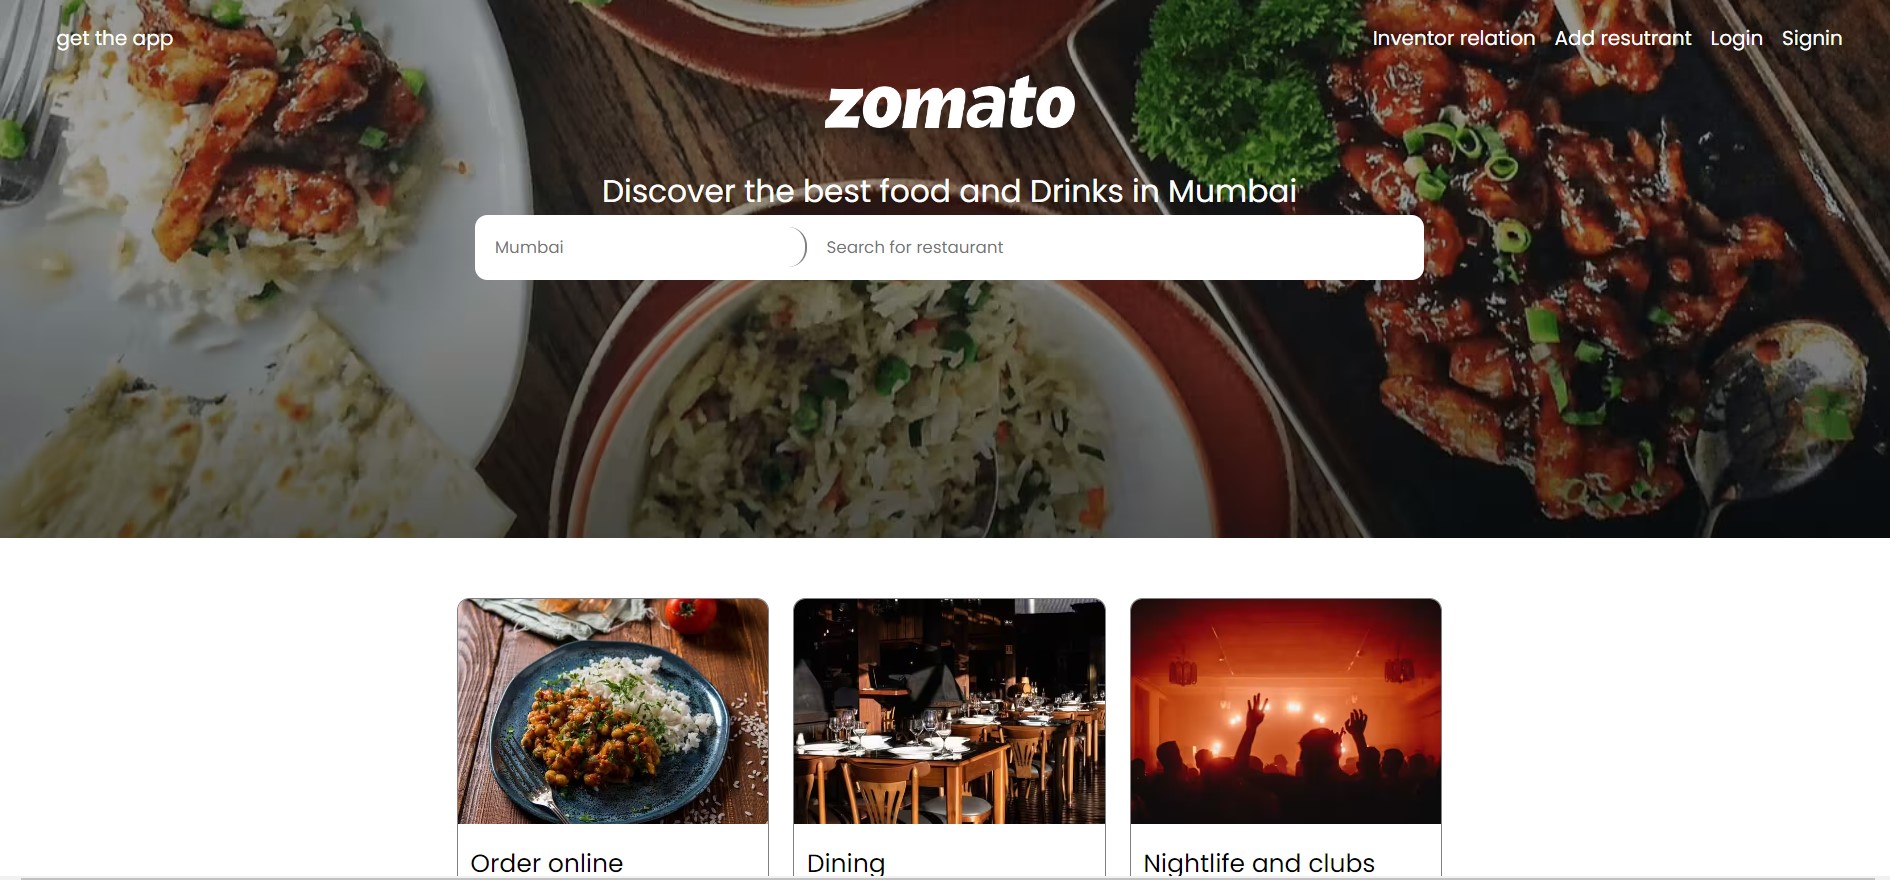 get the app
Inventor relation Add resutrant Login Signin
zomato
Discover the best food and Drinks in Mumbai
Mumbai
Search for restaurant
Order online
Dining
Nightlife and clubs